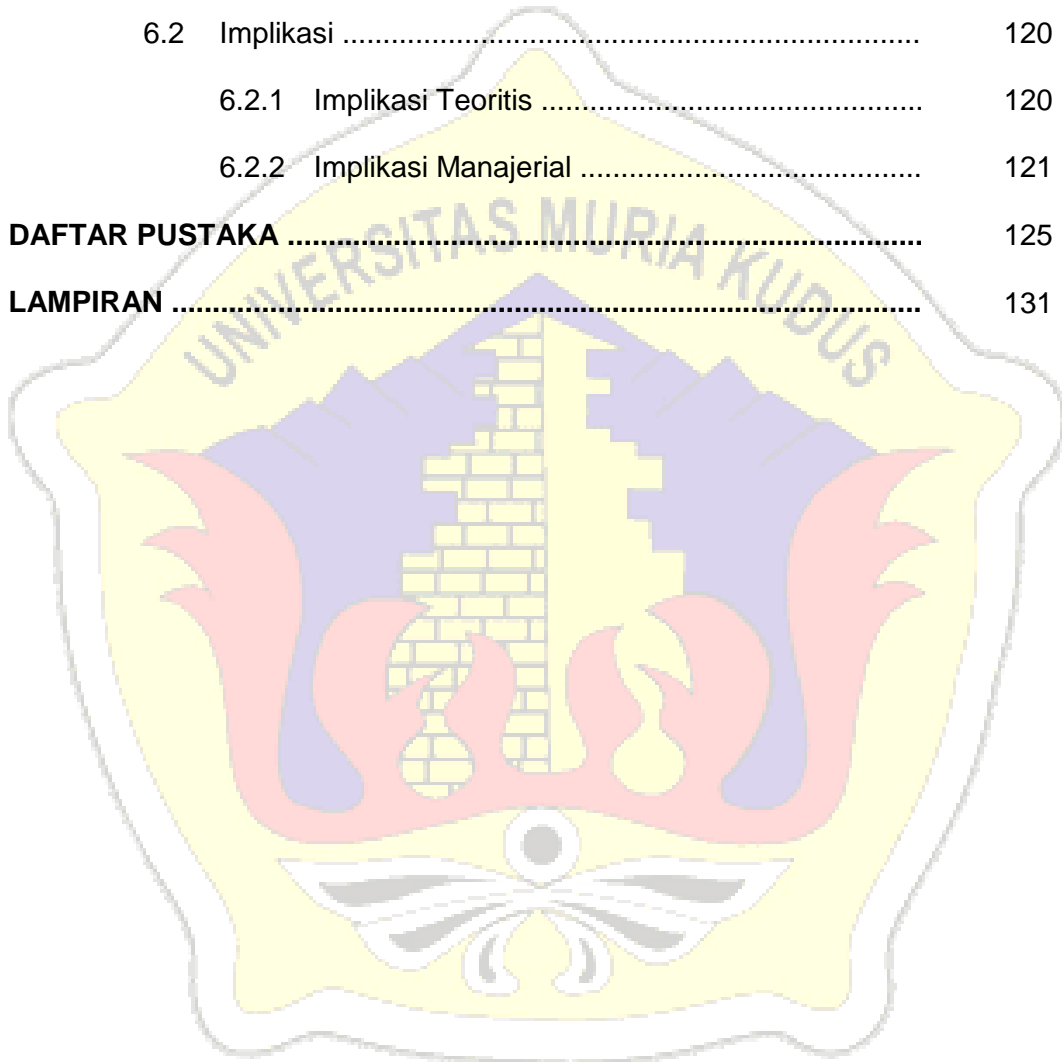 6.2 Implikasi ....................................................................... 120
6.2.1 Implikasi Teoritis ............................................... 120
6.2.2 Implikasi Manajerial .......................................... 121
DAFTAR PUSTAKA .............................................................................. 125
LAMPIRAN ............................................................................................ 131
UNIVERSITAS MURIA KUDUS